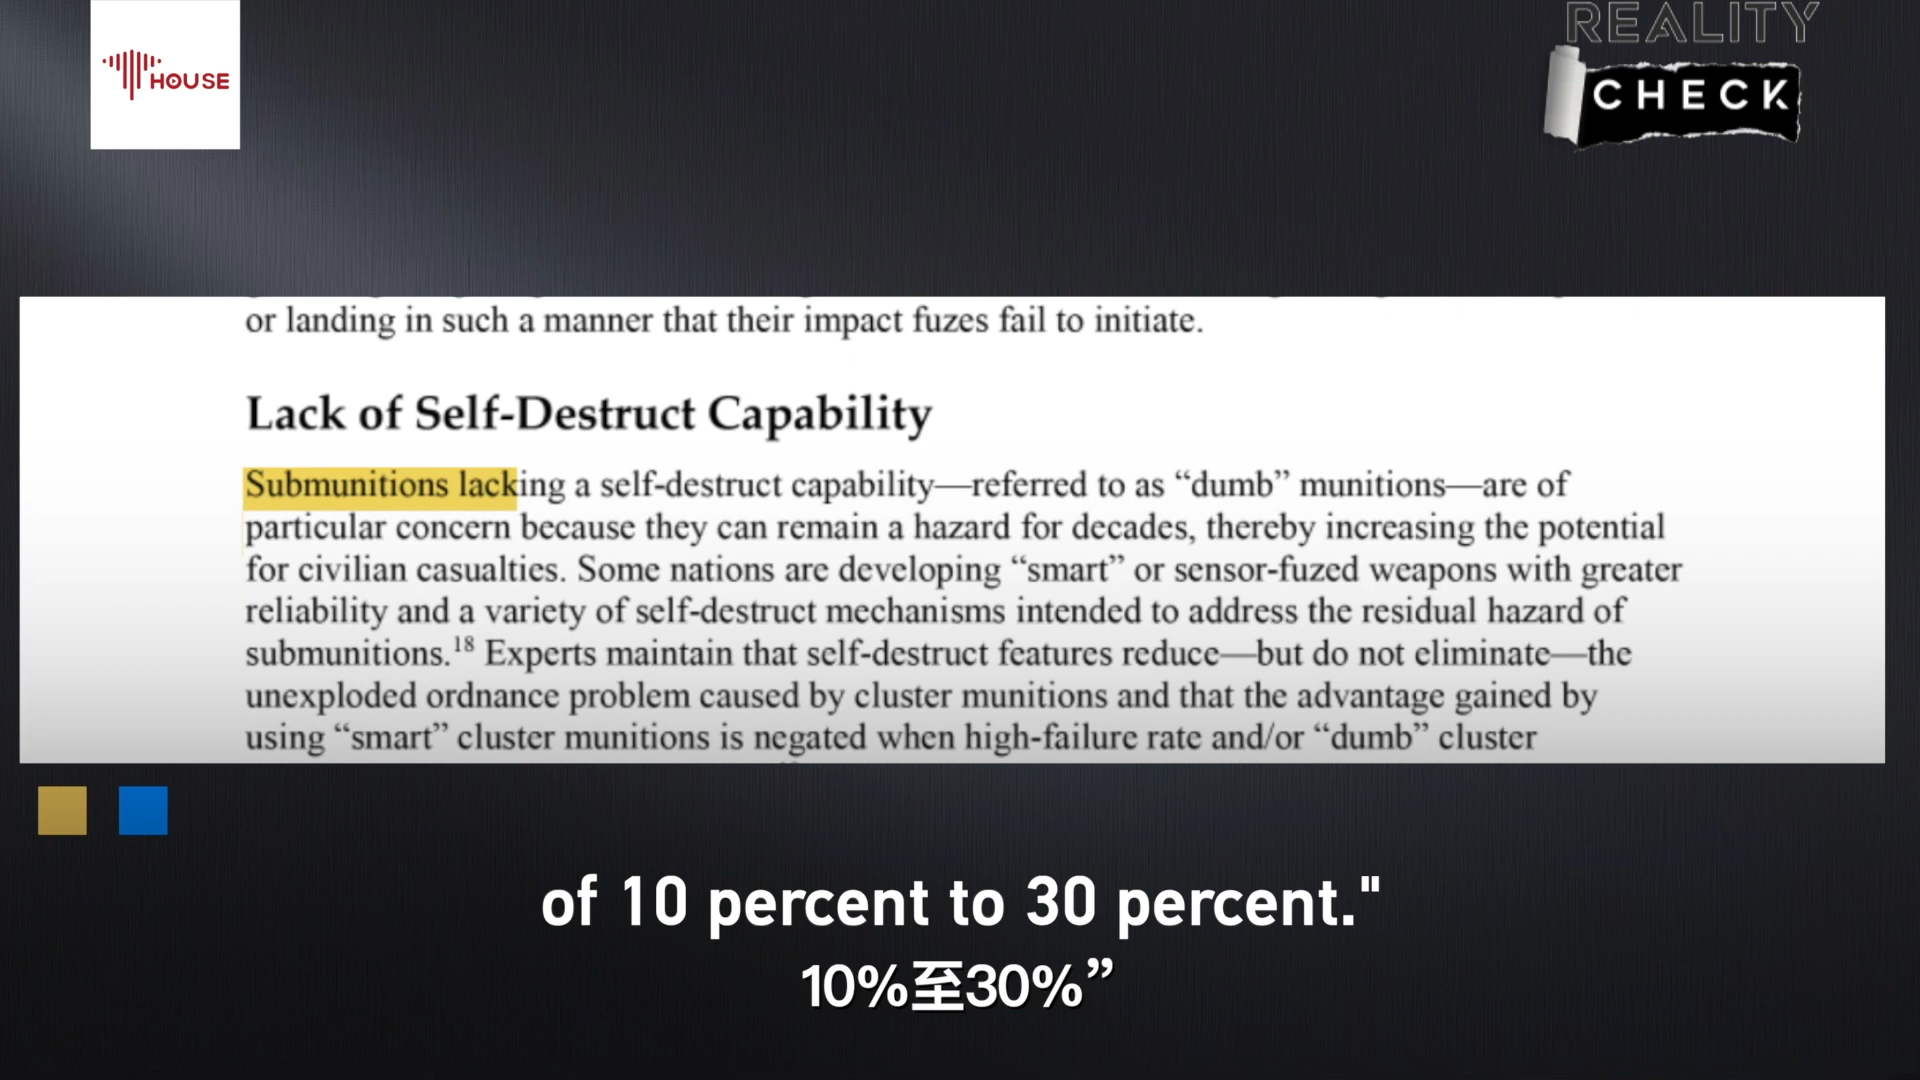 HOUSE
REALITY
CHECK
or landing in such a manner that their impact fuzes fail to initiate.
Lack of Self-Destruct Capability
Submunitions lacking a self-destruct capability—referred to as “dumb” munitions—are of
particular concern because they can remain a hazard for decades, thereby increasing the potential
for civilian casualties. Some nations are developing “smart” or sensor-fuzed weapons with greater
reliability and a variety of self-destruct mechanisms intended to address the residual hazard of
submunitions.18 Experts maintain that self-destruct features reduce—but do not eliminate—the
unexploded ordnance problem caused by cluster munitions and that the advantage gained by
using “smart” cluster munitions is negated when high-failure rate and/or “dumb” cluster
of 10 percent to 30 percent."
10%至30%”